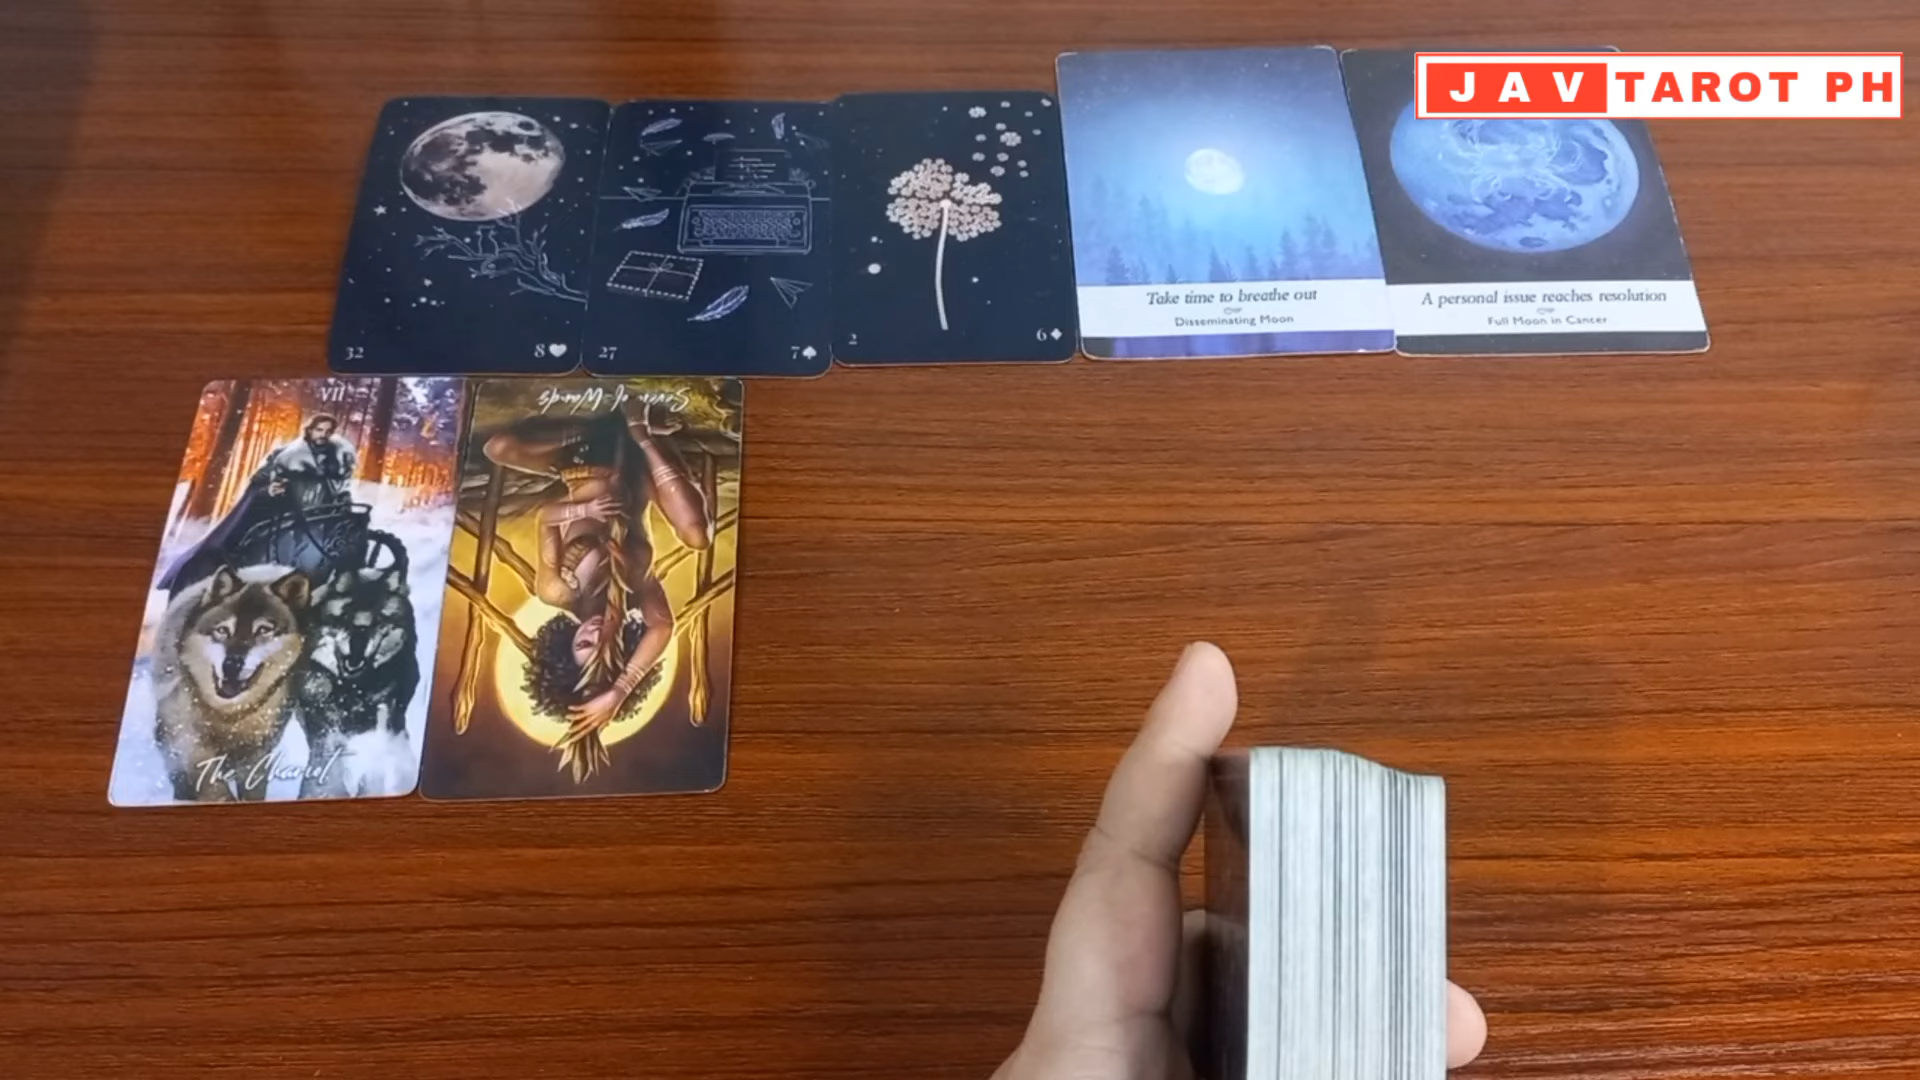 JAV TAROT PH
32
8
27
7
2
6
Take time to breathe out
Disseminating Moon
A personal issue reaches resolution
Full Moon in Cancer
VII
The Chariot
Seven of Wands